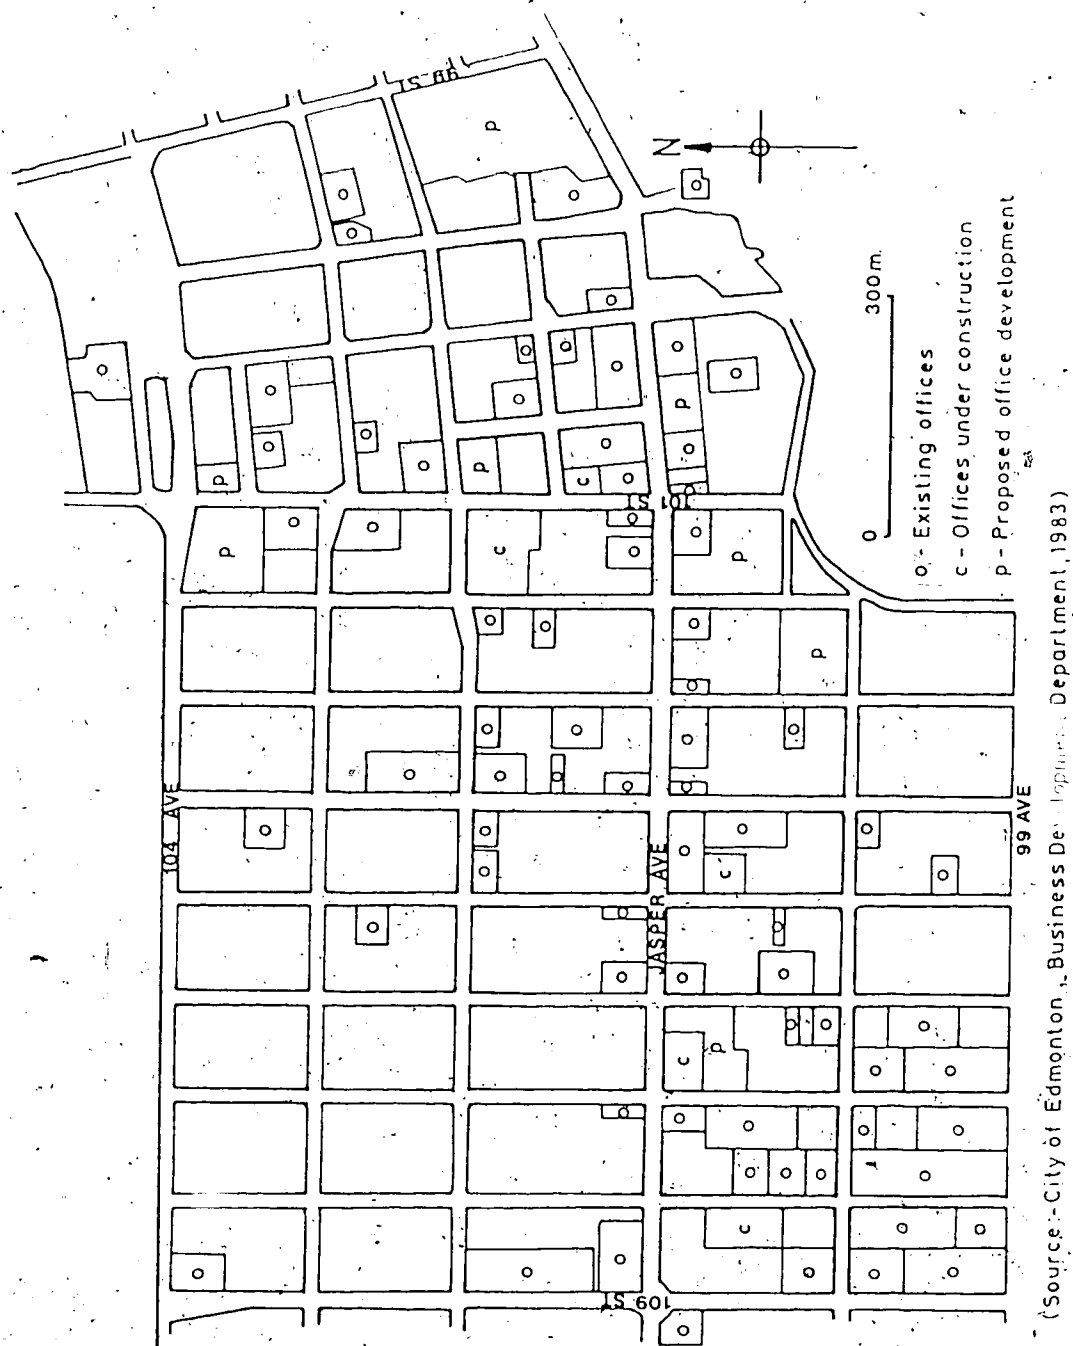 99 ST
N
104 AVE
101 ST
JASPER AVE
109 ST
99 AVE
0 300m.
o - Existing offices
c - Offices under construction
p - Proposed office development
(Source:-City of Edmonton, Business Department, 1983)